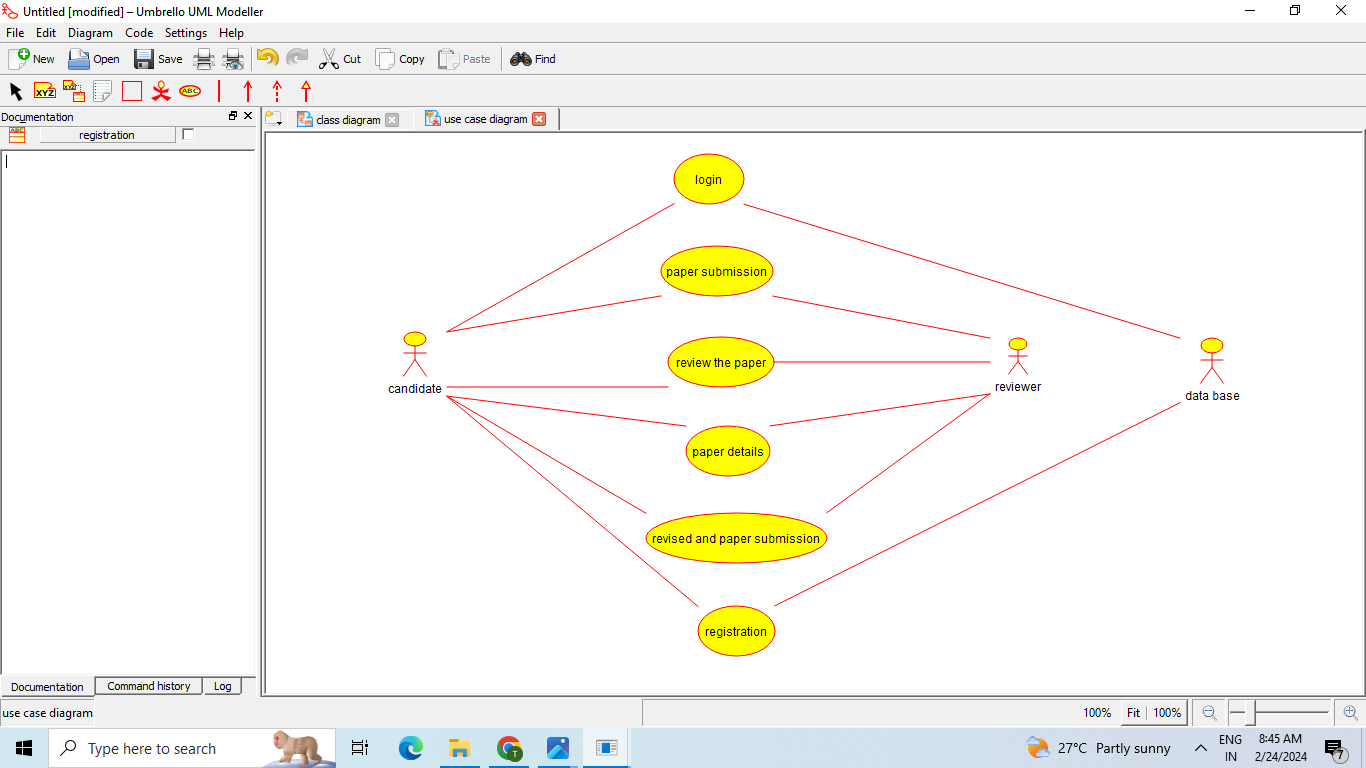 Untitled [modified] – Umbrello UML Modeller
File Edit Diagram Code Settings Help
New Open Save Cut Copy Paste Find
XYZ XYZ ABC
Documentation
class diagram use case diagram
ABC registration
login
paper submission
review the paper
candidate
reviewer
data base
paper details
revised and paper submission
registration
Documentation Command history Log
use case diagram
100% Fit 100%
Type here to search
T
27°C Partly sunny
ENG
IN
8:45 AM
2/24/2024
7